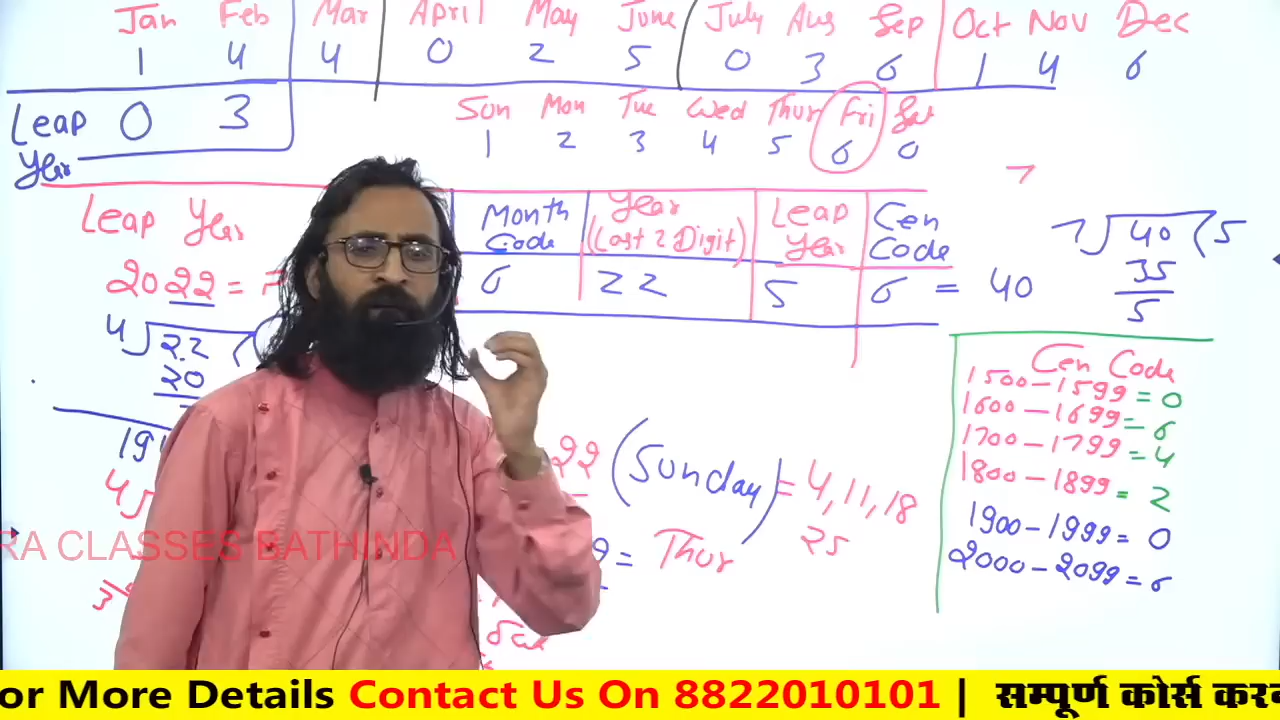 Jan Feb Mar April May June July Aug Sep Oct Nov Dec
1 4 4 0 2 5 0 3 6 1 4 6
Leap Year 0 3
Sun Mon Tue Wed Thur Fri Sat
1 2 3 4 5 6 0
Leap Year
2022 =
4 22
20
Month Code
Year (Last 2 Digit)
Leap Year
Cen Code
6 22 5 6 = 40
7 40 5
35
5
Cen Code
1500-1599 = 0
1600-1699 = 6
1700-1799 = 4
1800-1899 = 2
1900-1999 = 0
2000-2099 = 6
22 (Sunday) = 4, 11, 18
25
= Thur
RA CLASSES BATHINDA
or More Details Contact Us On 8822010101 | सम्पूर्ण कोर्स